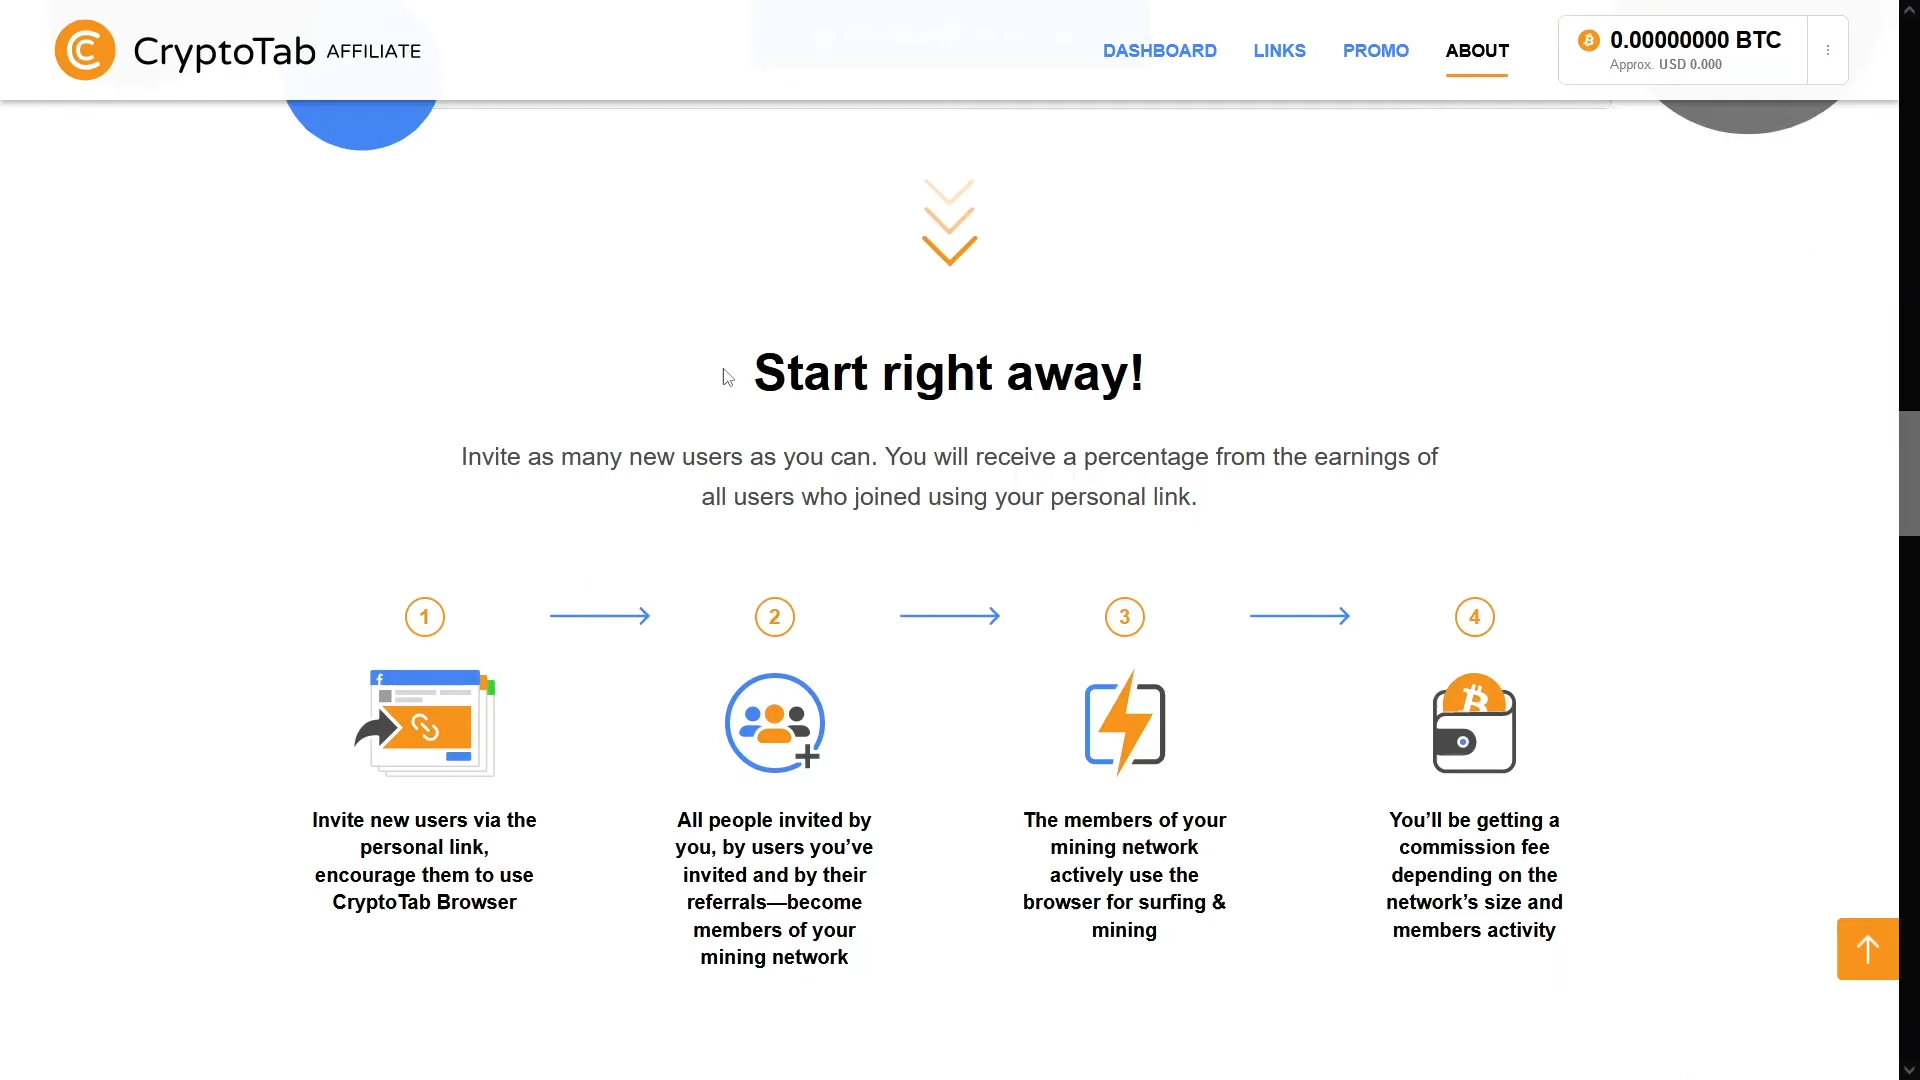 CryptoTab AFFILIATE
DASHBOARD LINKS PROMO ABOUT
0.00000000 BTC
Approx. USD 0.000
Start right away!
Invite as many new users as you can. You will receive a percentage from the earnings of
all users who joined using your personal link.
1
2
3
4
Invite new users via the
personal link,
encourage them to use
CryptoTab Browser
All people invited by
you, by users you’ve
invited and by their
referrals—become
members of your
mining network
The members of your
mining network
actively use the
browser for surfing &
mining
You’ll be getting a
commission fee
depending on the
network’s size and
members activity